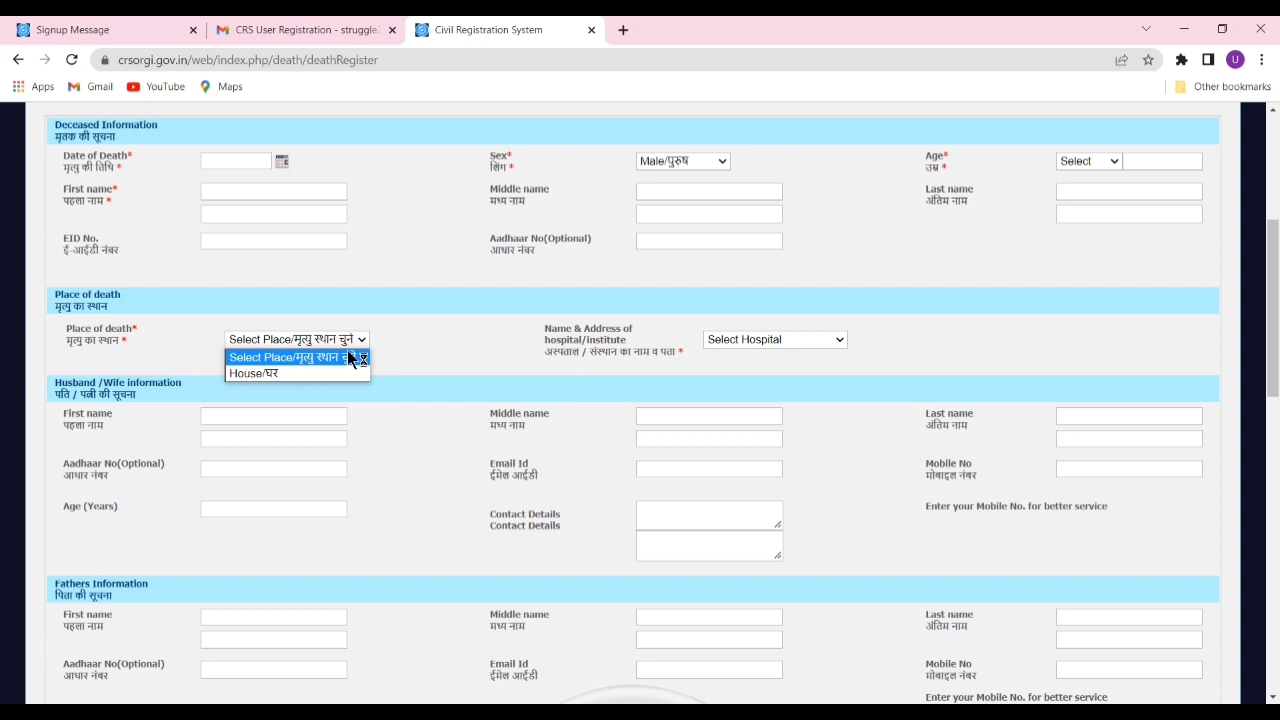 Signup Message
CRS User Registration - struggle
Civil Registration System
crsorgi.gov.in/web/index.php/death/deathRegister
Apps Gmail YouTube Maps Other bookmarks
Deceased Information
मृतक की सूचना
Date of Death* Sex* Male/पुरुष Age* Select
मृत्यु की तिथि * लिंग * उम्र *
First name* Middle name Last name
पहला नाम * मध्य नाम अंतिम नाम
EID No. Aadhaar No(Optional)
ई-आईडी नंबर आधार नंबर
Place of death
मृत्यु का स्थान
Place of death* Select Place/मृत्यु स्थान चुने Name & Address of
मृत्यु का स्थान * hospital/institute Select Hospital
अस्पताल / संस्थान का नाम व पता *
Select Place/मृत्यु स्थान
House/घर
Husband /Wife information
पति / पत्नी की सूचना
First name Middle name Last name
पहला नाम मध्य नाम अंतिम नाम
Aadhaar No(Optional) Email Id Mobile No
आधार नंबर ईमेल आईडी मोबाइल नंबर
Age (Years) Enter your Mobile No. for better service
Contact Details
Contact Details
Fathers Information
पिता की सूचना
First name Middle name Last name
पहला नाम मध्य नाम अंतिम नाम
Aadhaar No(Optional) Email Id Mobile No
आधार नंबर ईमेल आईडी मोबाइल नंबर
Enter your Mobile No. for better service